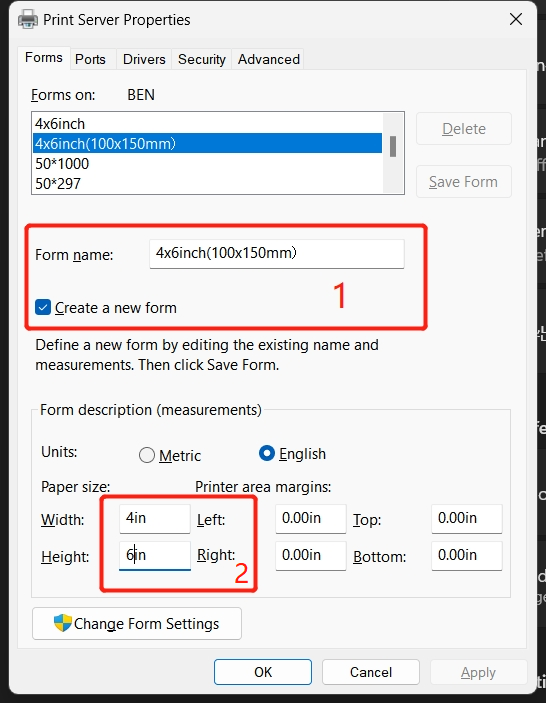 Print Server Properties
Forms Ports Drivers Security Advanced
Forms on: BEN
4x6inch
4x6inch(100x150mm）
50*1000
50*297
Delete
Save Form
Form name: 4x6inch(100x150mm）
1
Create a new form
Define a new form by editing the existing name and
measurements. Then click Save Form.
Form description (measurements)
Units: Metric English
Paper size: Printer area margins:
Width: 4in Left: 0.00in Top: 0.00in
Height: 6in Right: 0.00in Bottom: 0.00in
2
Change Form Settings
OK Cancel Apply